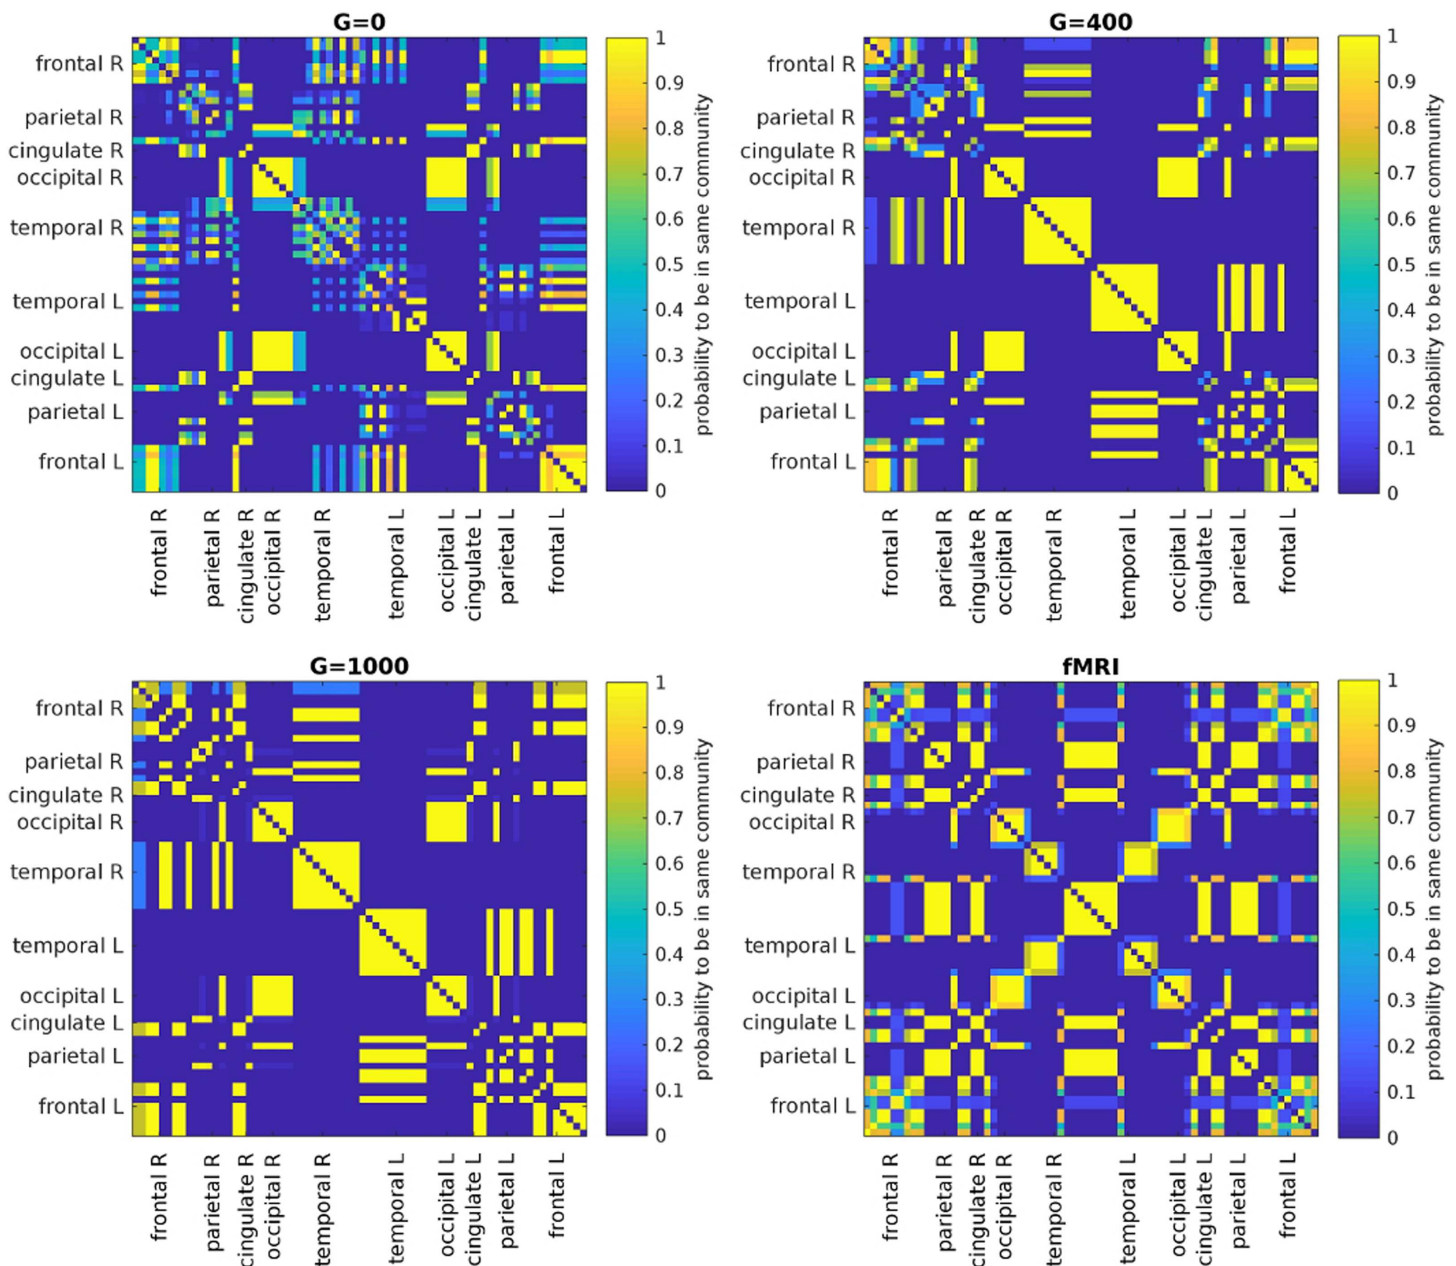 G=0
frontal R
parietal R
cingulate R
occipital R
temporal R
temporal L
occipital L
cingulate L
parietal L
frontal L
frontal R
parietal R
cingulate R
occipital R
temporal R
temporal L
occipital L
cingulate L
parietal L
frontal L
1
0.9
0.8
0.7
0.6
0.5
0.4
0.3
0.2
0.1
0
probability to be in same community
G=400
frontal R
parietal R
cingulate R
occipital R
temporal R
temporal L
occipital L
cingulate L
parietal L
frontal L
frontal R
parietal R
cingulate R
occipital R
temporal R
temporal L
occipital L
cingulate L
parietal L
frontal L
1
0.9
0.8
0.7
0.6
0.5
0.4
0.3
0.2
0.1
0
probability to be in same community
G=1000
frontal R
parietal R
cingulate R
occipital R
temporal R
temporal L
occipital L
cingulate L
parietal L
frontal L
frontal R
parietal R
cingulate R
occipital R
temporal R
temporal L
occipital L
cingulate L
parietal L
frontal L
1
0.9
0.8
0.7
0.6
0.5
0.4
0.3
0.2
0.1
0
probability to be in same community
fMRI
frontal R
parietal R
cingulate R
occipital R
temporal R
temporal L
occipital L
cingulate L
parietal L
frontal L
frontal R
parietal R
cingulate R
occipital R
temporal R
temporal L
occipital L
cingulate L
parietal L
frontal L
1
0.9
0.8
0.7
0.6
0.5
0.4
0.3
0.2
0.1
0
probability to be in same community